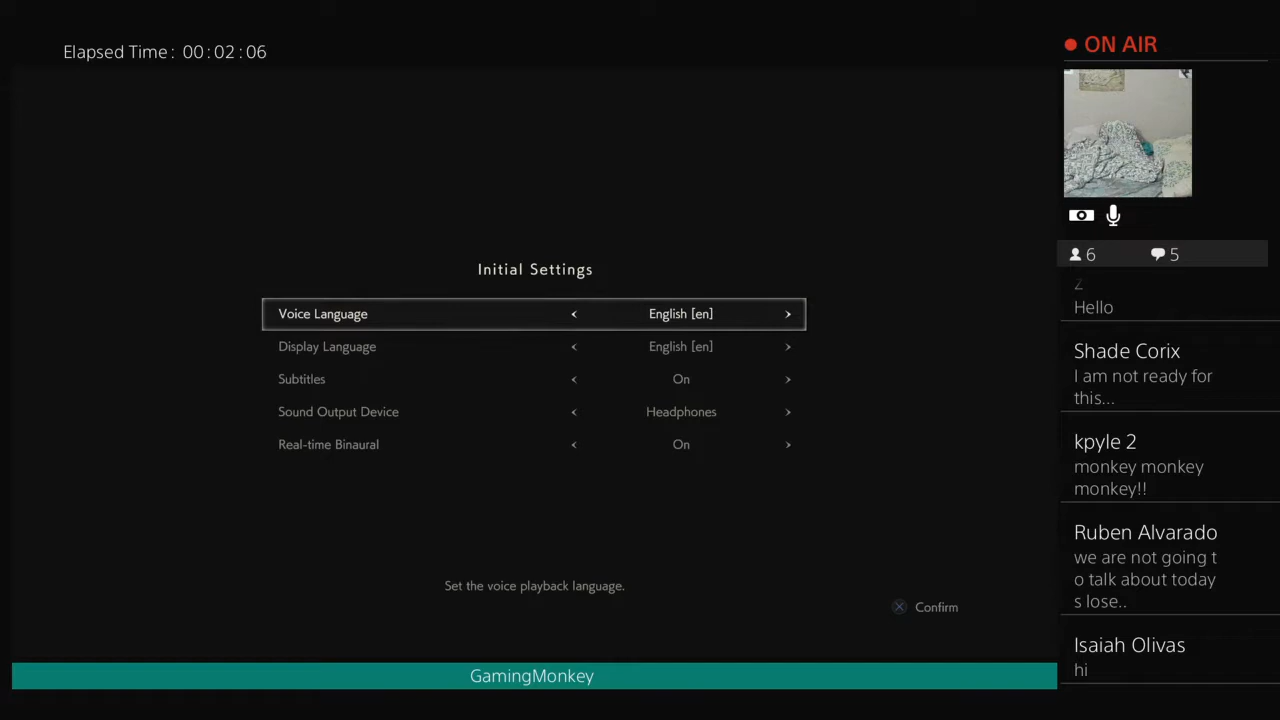 Elapsed Time: 00:02:06
ON AIR
6 5
Hello
Shade Corix
I am not ready for
this...
kpyle 2
monkey monkey
monkey!!
Ruben Alvarado
we are not going t
o talk about today
s lose..
Isaiah Olivas
hi
Initial Settings
Voice Language < English [en] >
Display Language < English [en] >
Subtitles < On >
Sound Output Device < Headphones >
Real-time Binaural < On >
Set the voice playback language.
Confirm
GamingMonkey